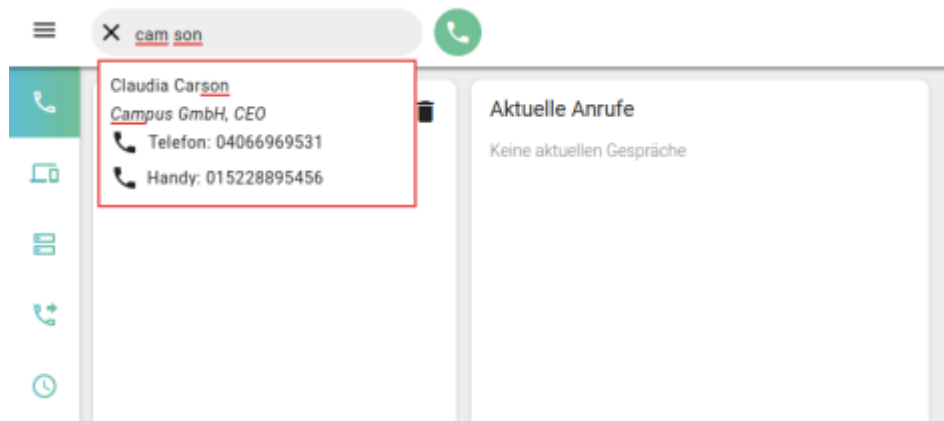 cam son
Claudia Carson
Campus GmbH, CEO
Telefon: 04066969531
Handy: 015228895456
Aktuelle Anrufe
Keine aktuellen Gespräche